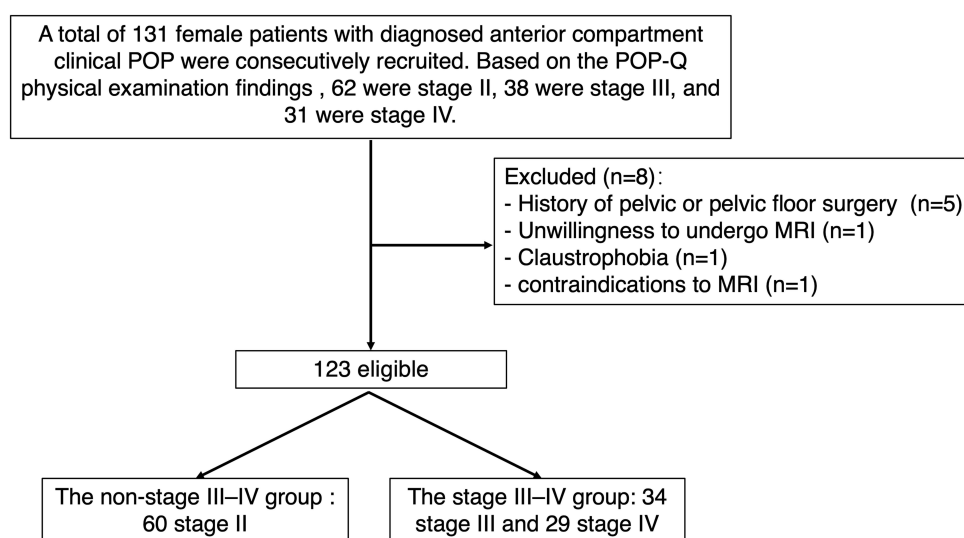 A total of 131 female patients with diagnosed anterior compartment
clinical POP were consecutively recruited. Based on the POP-Q
physical examination findings , 62 were stage II, 38 were stage III, and
31 were stage IV.
Excluded (n=8):
- History of pelvic or pelvic floor surgery (n=5)
- Unwillingness to undergo MRI (n=1)
- Claustrophobia (n=1)
- contraindications to MRI (n=1)
123 eligible
The non-stage III–IV group :
60 stage II
The stage III–IV group: 34
stage III and 29 stage IV